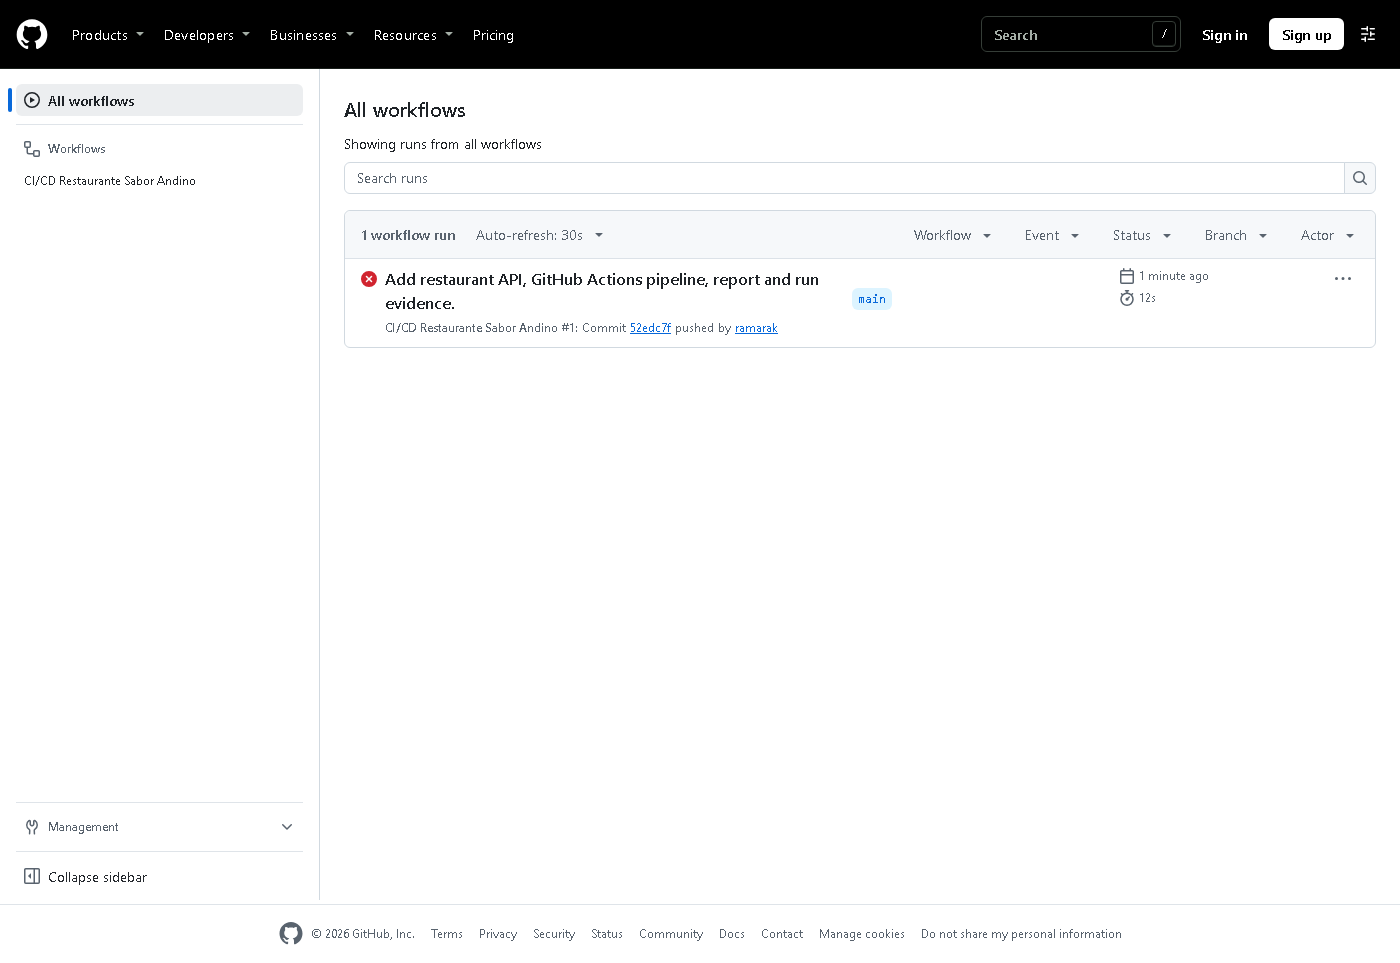 Products Developers Businesses Resources Pricing Search / Sign in Sign up
All workflows
Workflows
CI/CD Restaurante Sabor Andino
Management
Collapse sidebar
All workflows
Showing runs from all workflows
Search runs
1 workflow run Auto-refresh: 30s Workflow Event Status Branch Actor
Add restaurant API, GitHub Actions pipeline, report and run
evidence.
CI/CD Restaurante Sabor Andino #1: Commit 52edc7f pushed by ramarak
main
1 minute ago
12s
© 2026 GitHub, Inc. Terms Privacy Security Status Community Docs Contact Manage cookies Do not share my personal information